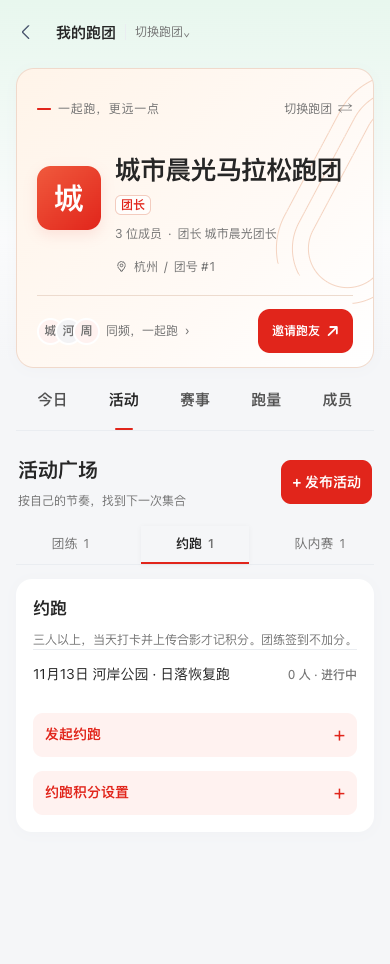 我的跑团 切换跑团
一起跑，更远一点 切换跑团
城
城市晨光马拉松跑团
团长
3 位成员 · 团长 城市晨光团长
杭州 / 团号 #1
城 河 周 同频，一起跑 ›
邀请跑友
今日 活动 赛事 跑量 成员
活动广场
按自己的节奏，找到下一次集合
+ 发布活动
团练 1 约跑 1 队内赛 1
约跑
三人以上，当天打卡并上传合影才记积分。团练签到不加分。
11月13日 河岸公园 · 日落恢复跑 0 人 · 进行中
发起约跑 +
约跑积分设置 +